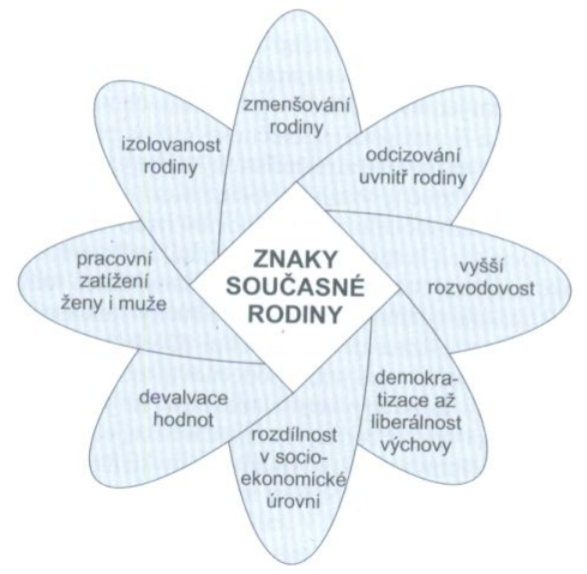 zmenšování
rodiny
odcizování
uvnitř rodiny
vyšší
rozvodovost
demokra-
tizace až
liberálnost
výchovy
rozdílnost
v socio-
ekonomické
úrovni
devalvace
hodnot
pracovní
zatížení
ženy i muže
izolovanost
rodiny
ZNAKY
SOUČASNÉ
RODINY